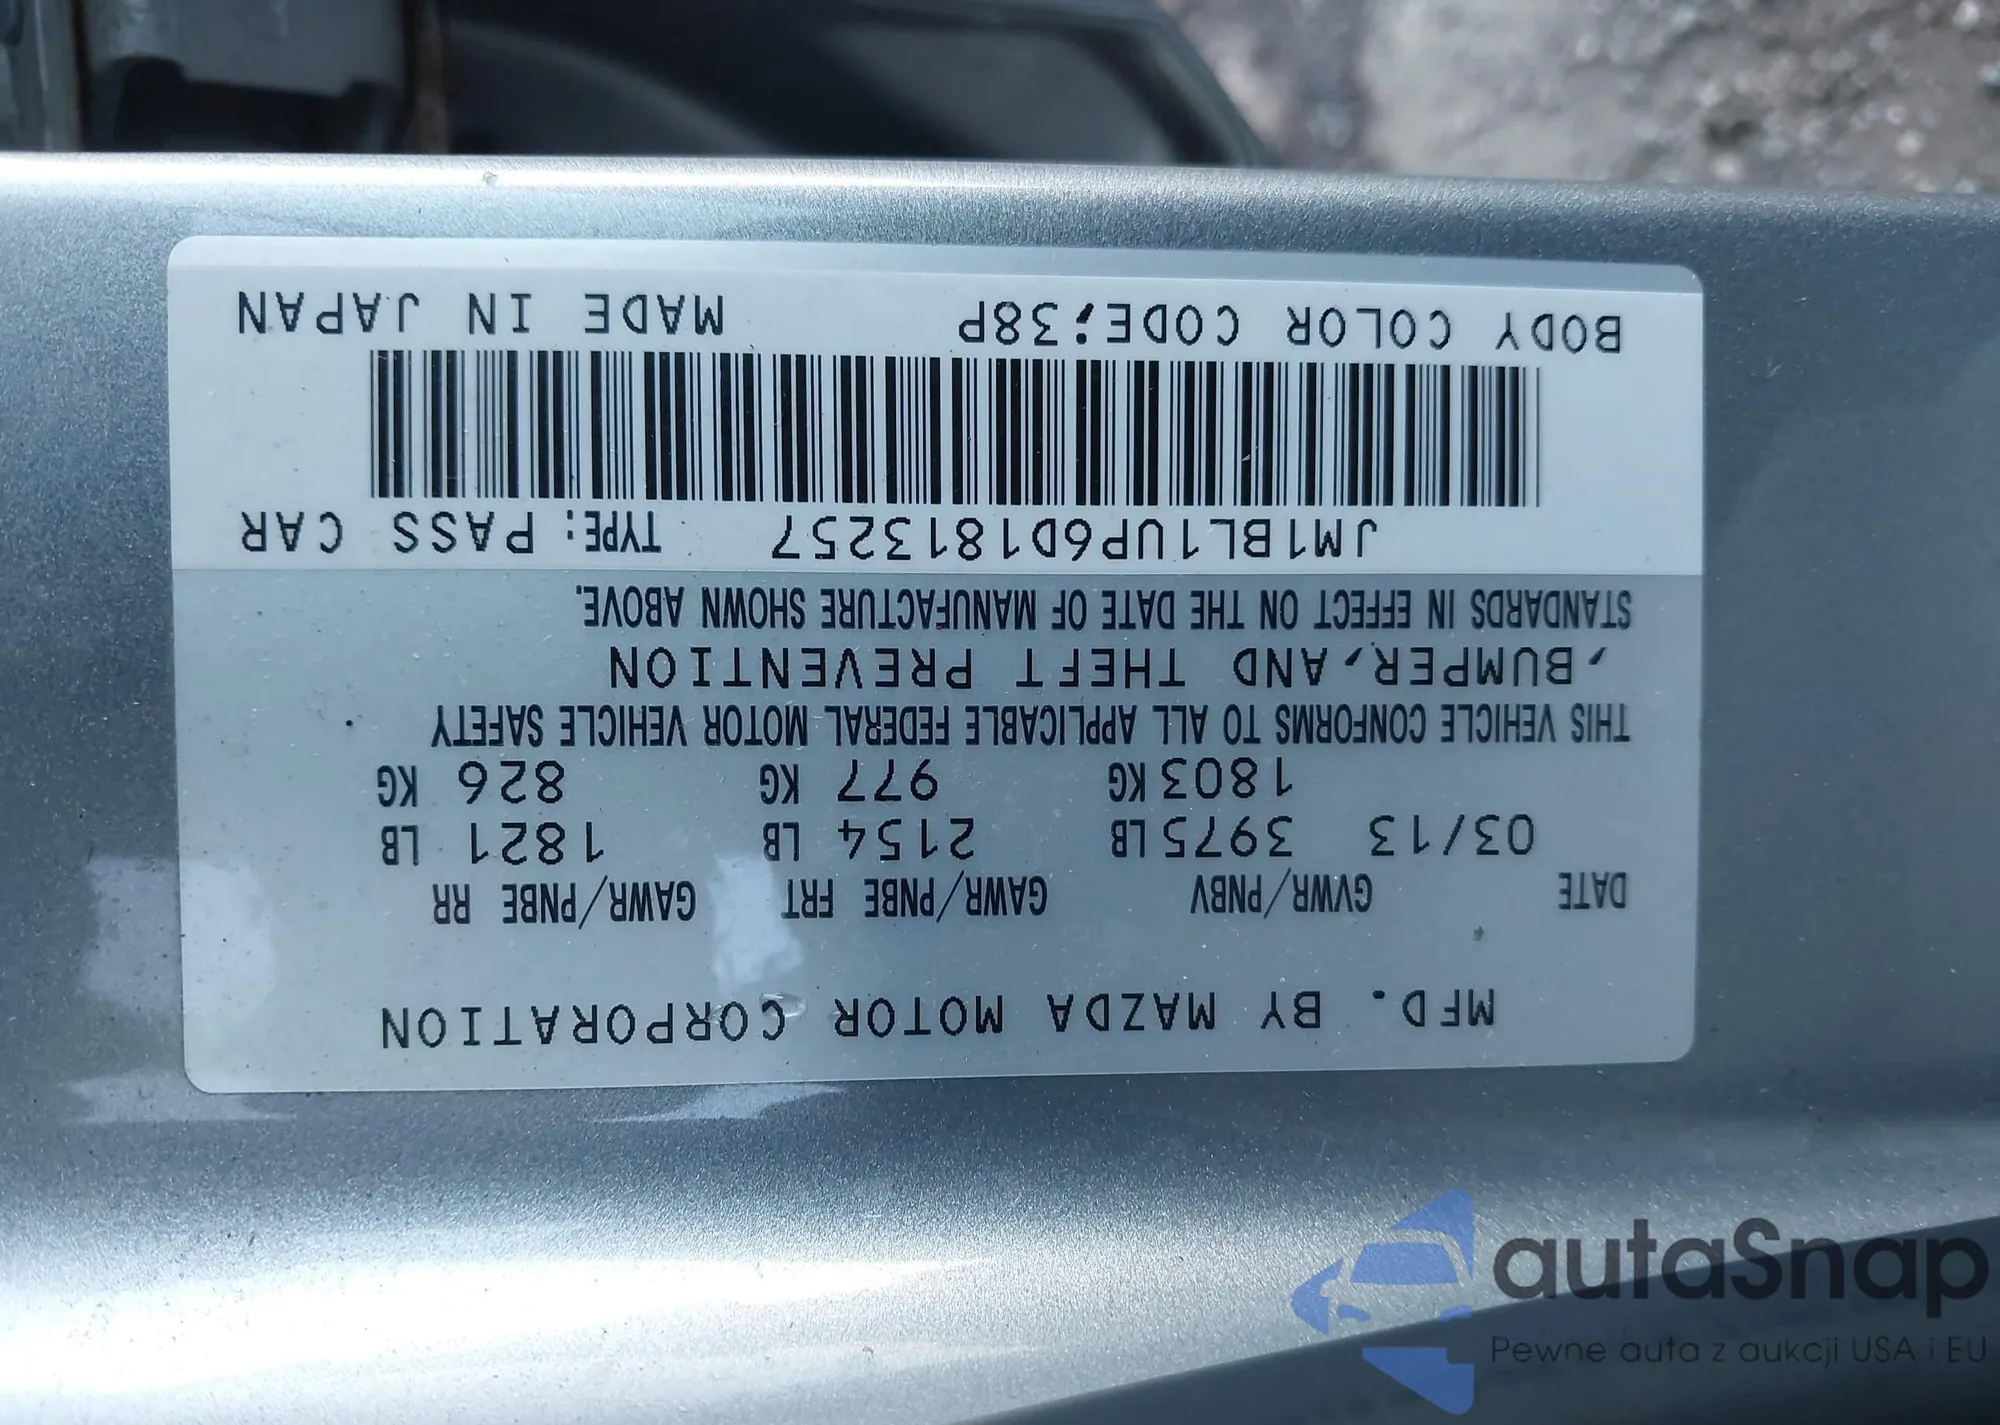 MFD. BY MAZDA MOTOR CORPORATION
DATE GVWR/PNBV GAWR/PNBE FRT GAWR/PNBE RR
03/13 3975LB 2154 LB 1821 LB
1803KG 977 KG 826 KG
THIS VEHICLE CONFORMS TO ALL APPLICABLE FEDERAL MOTOR VEHICLE SAFETY
,BUMPER,AND THEFT PREVENTION
STANDARDS IN EFFECT ON THE DATE OF MANUFACTURE SHOWN ABOVE.
JM1BL1UP6D1813257 TYPE:PASS CAR
BODY COLOR CODE;38P MADE IN JAPAN
autaSnap
Pewne auta z aukcji USA i EU